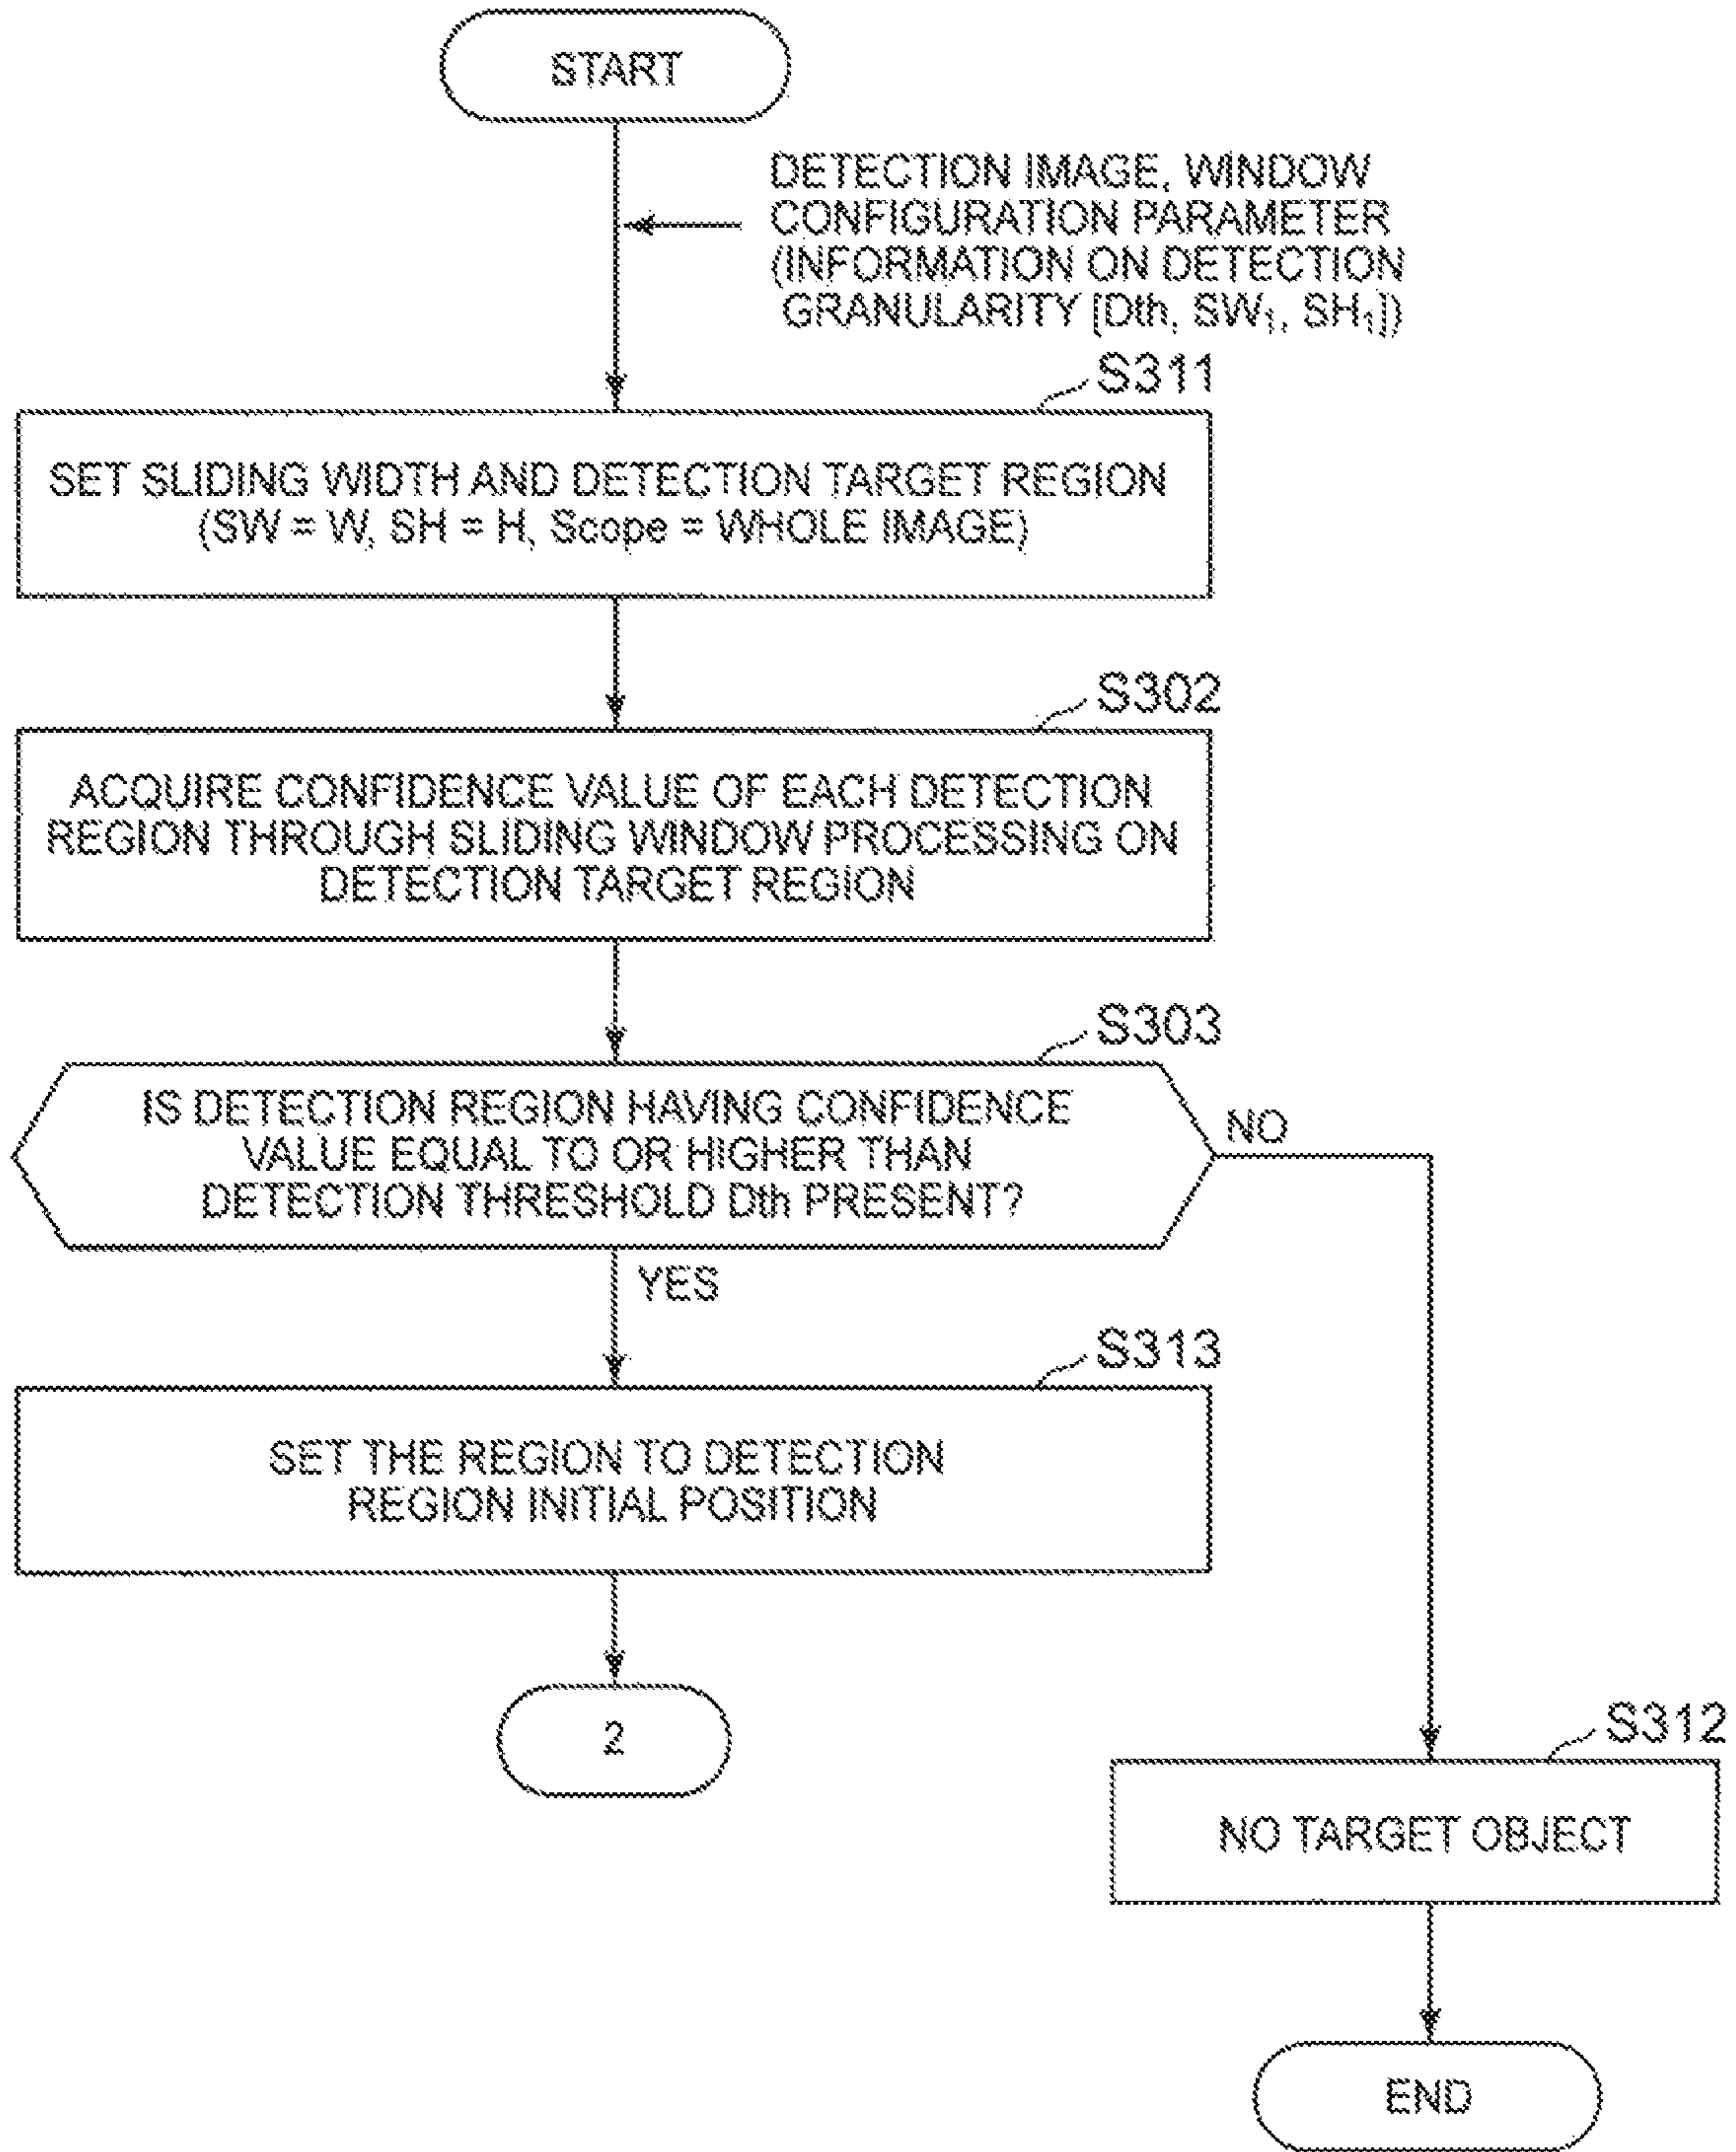 START
DETECTION IMAGE, WINDOW
CONFIGURATION PARAMETER
(INFORMATION ON DETECTION
GRANULARITY [Dth, SW₁, SH₁])
S311
SET SLIDING WIDTH AND DETECTION TARGET REGION
(SW = W, SH = H, Scope = WHOLE IMAGE)
S302
ACQUIRE CONFIDENCE VALUE OF EACH DETECTION
REGION THROUGH SLIDING WINDOW PROCESSING ON
DETECTION TARGET REGION
S303
IS DETECTION REGION HAVING CONFIDENCE
VALUE EQUAL TO OR HIGHER THAN
DETECTION THRESHOLD Dth PRESENT?
NO
YES
S313
SET THE REGION TO DETECTION
REGION INITIAL POSITION
2
S312
NO TARGET OBJECT
END